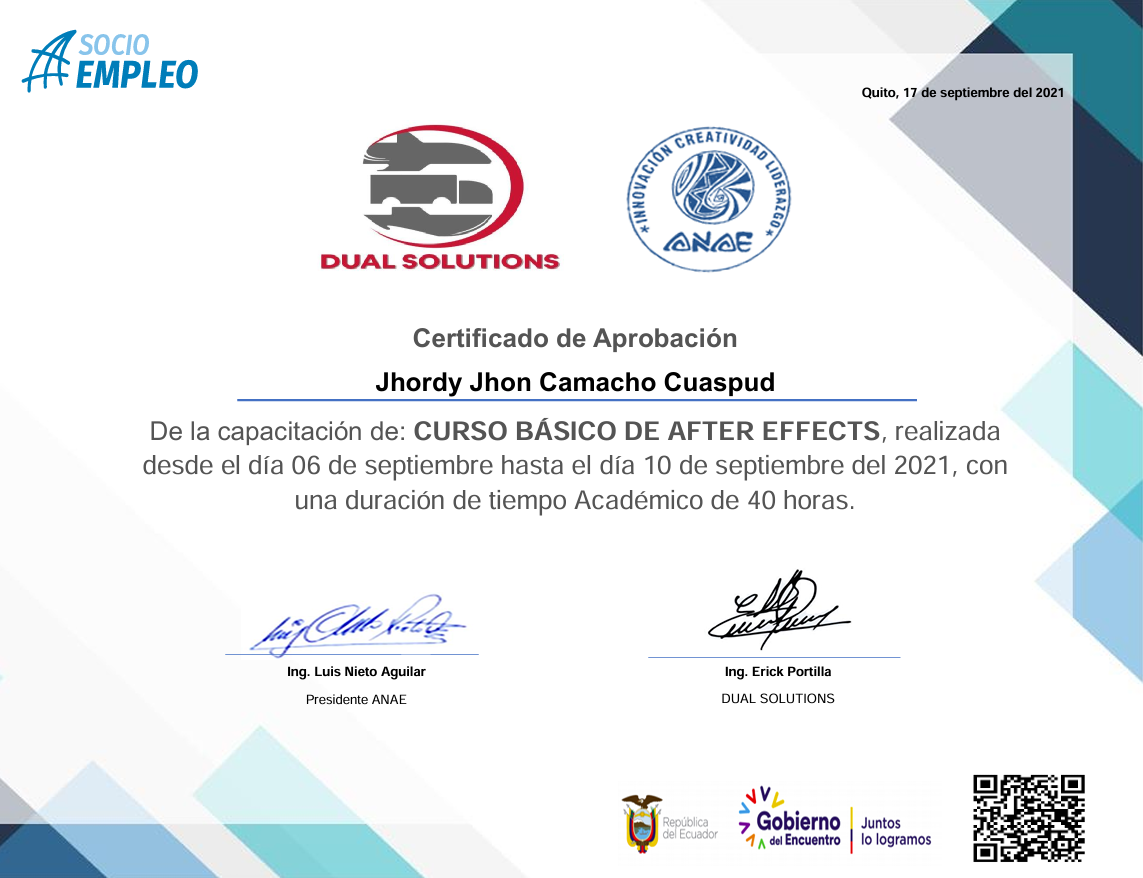 SOCIO
EMPLEO
Quito, 17 de septiembre del 2021
DUAL SOLUTIONS
* INNOVACIÓN CREATIVIDAD LIDERAZGO *
ANAE
Certificado de Aprobación
Jhordy Jhon Camacho Cuaspud
De la capacitación de: CURSO BÁSICO DE AFTER EFFECTS, realizada
desde el día 06 de septiembre hasta el día 10 de septiembre del 2021, con
una duración de tiempo Académico de 40 horas.
Ing. Luis Nieto Aguilar
Presidente ANAE
Ing. Erick Portilla
DUAL SOLUTIONS
República
del Ecuador
Gobierno
del Encuentro
Juntos
lo logramos